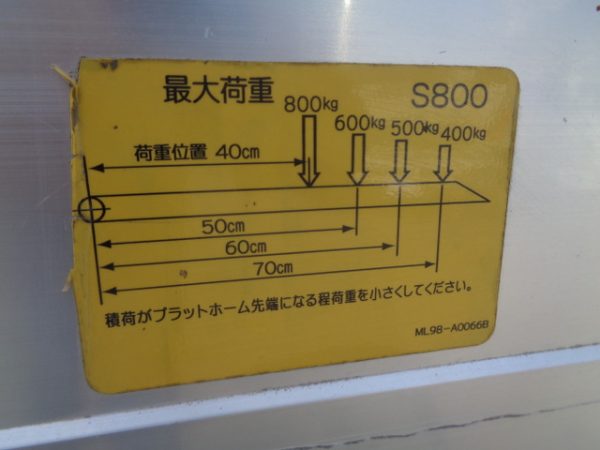 最大荷重
S800
800kg
600kg
500kg
400kg
荷重位置 40cm
50cm
60cm
70cm
積荷がプラットホーム先端になる程荷重を小さくしてください。
ML98-A0066B